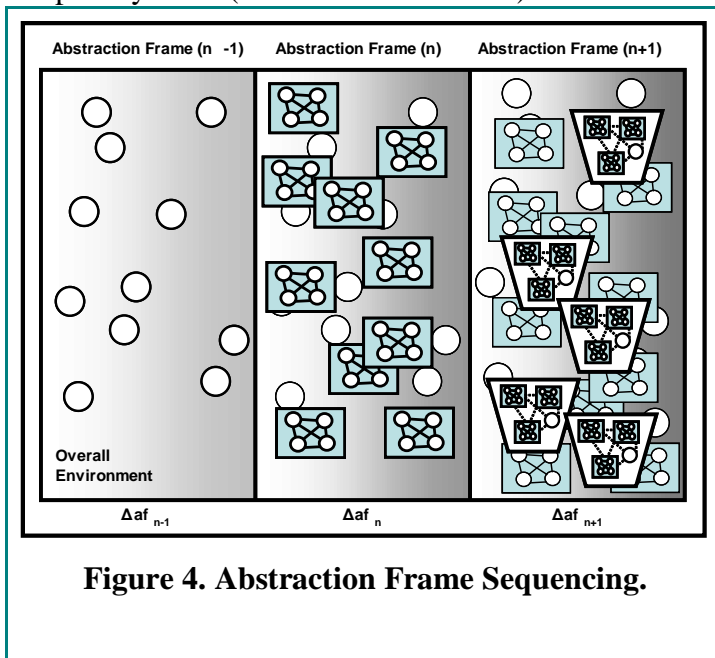 Abstraction Frame (n -1) Abstraction Frame (n) Abstraction Frame (n+1)
Overall
Environment
Δaf n-1 Δaf n Δaf n+1
Figure 4. Abstraction Frame Sequencing.